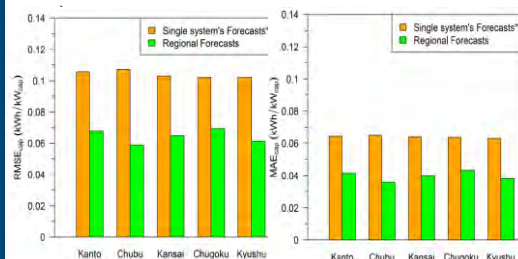 0.14
0.12
0.1
0.08
0.06
0.04
0.02
0
RMSEcap (kWh/kWcap)
Single system's Forecasts*
Regional Forecasts
Kanto Chubu Kansai Chugoku Kyushu
0.14
0.12
0.1
0.08
0.06
0.04
0.02
0
MAEcap (kWh/kWcap)
Single system's Forecasts*
Regional Forecasts
Kanto Chubu Kansai Chugoku Kyushu